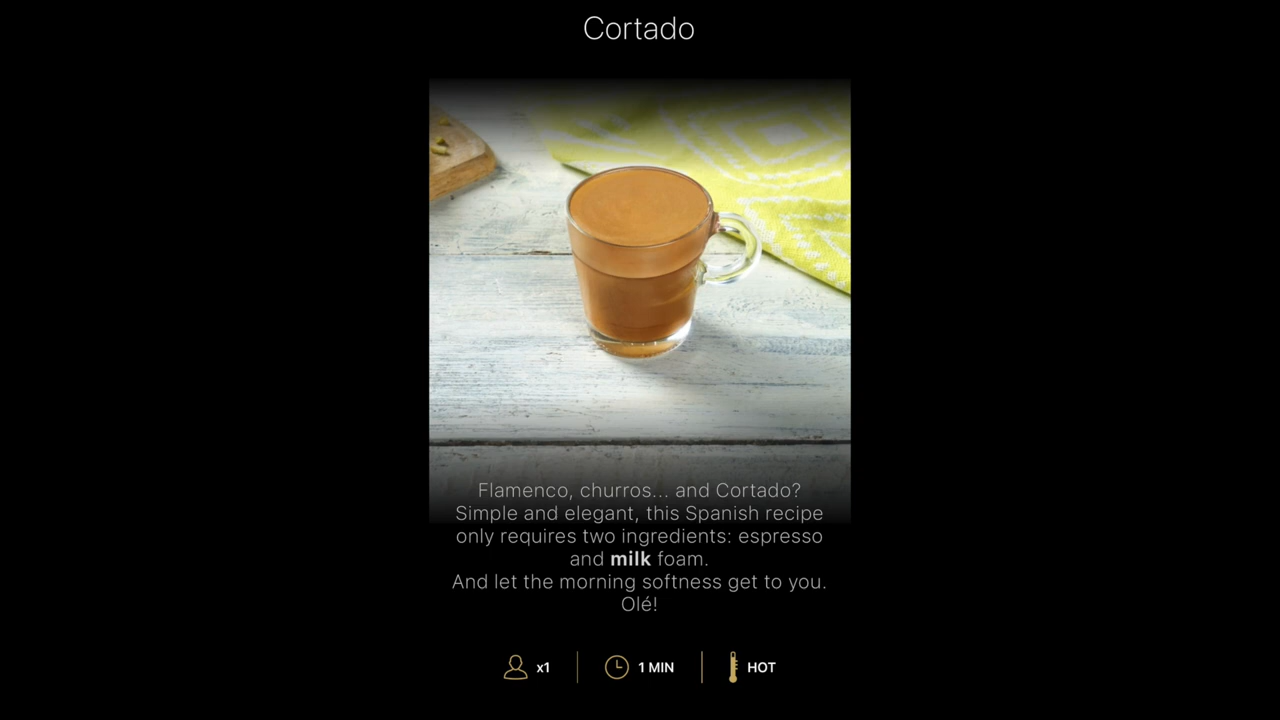 Cortado
Flamenco, churros... and Cortado?
Simple and elegant, this Spanish recipe
only requires two ingredients: espresso
and milk foam.
And let the morning softness get to you.
Olé!
x1
1 MIN
HOT